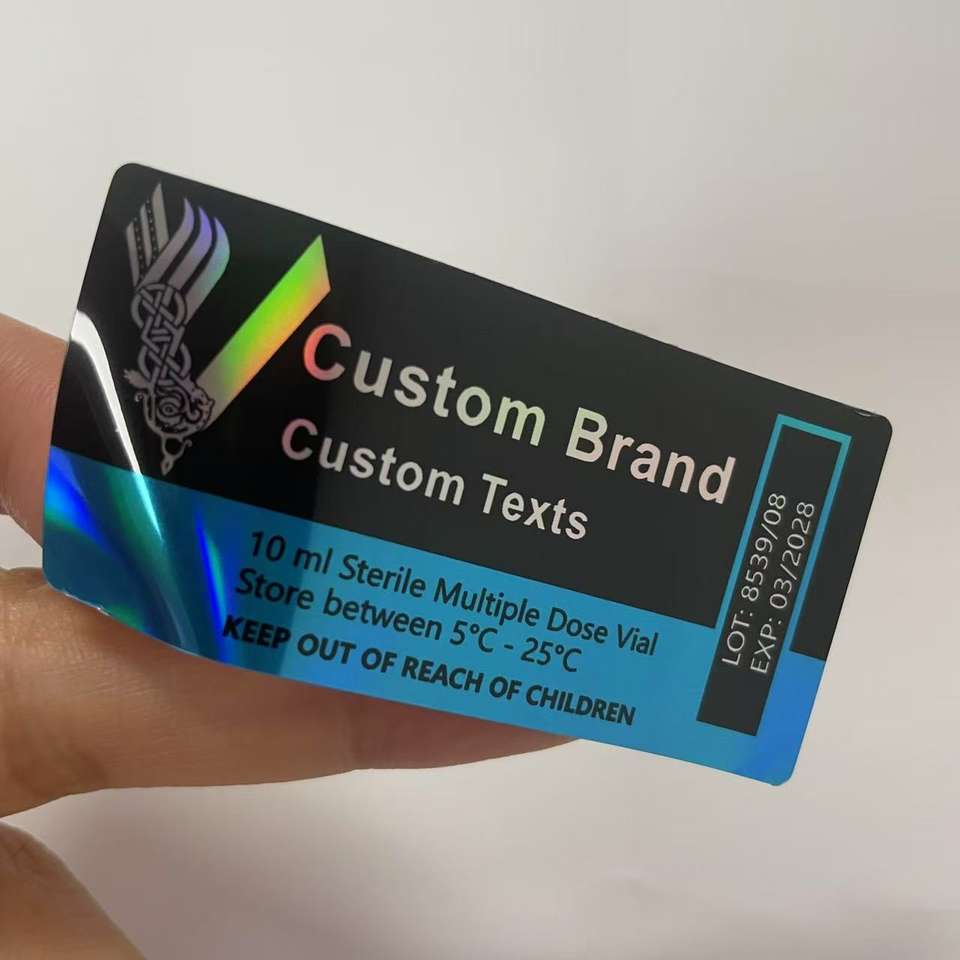 Custom Brand
Custom Texts
10 ml Sterile Multiple Dose Vial
Store between 5°C - 25°C
KEEP OUT OF REACH OF CHILDREN
LOT: 8539/08
EXP: 03/2028